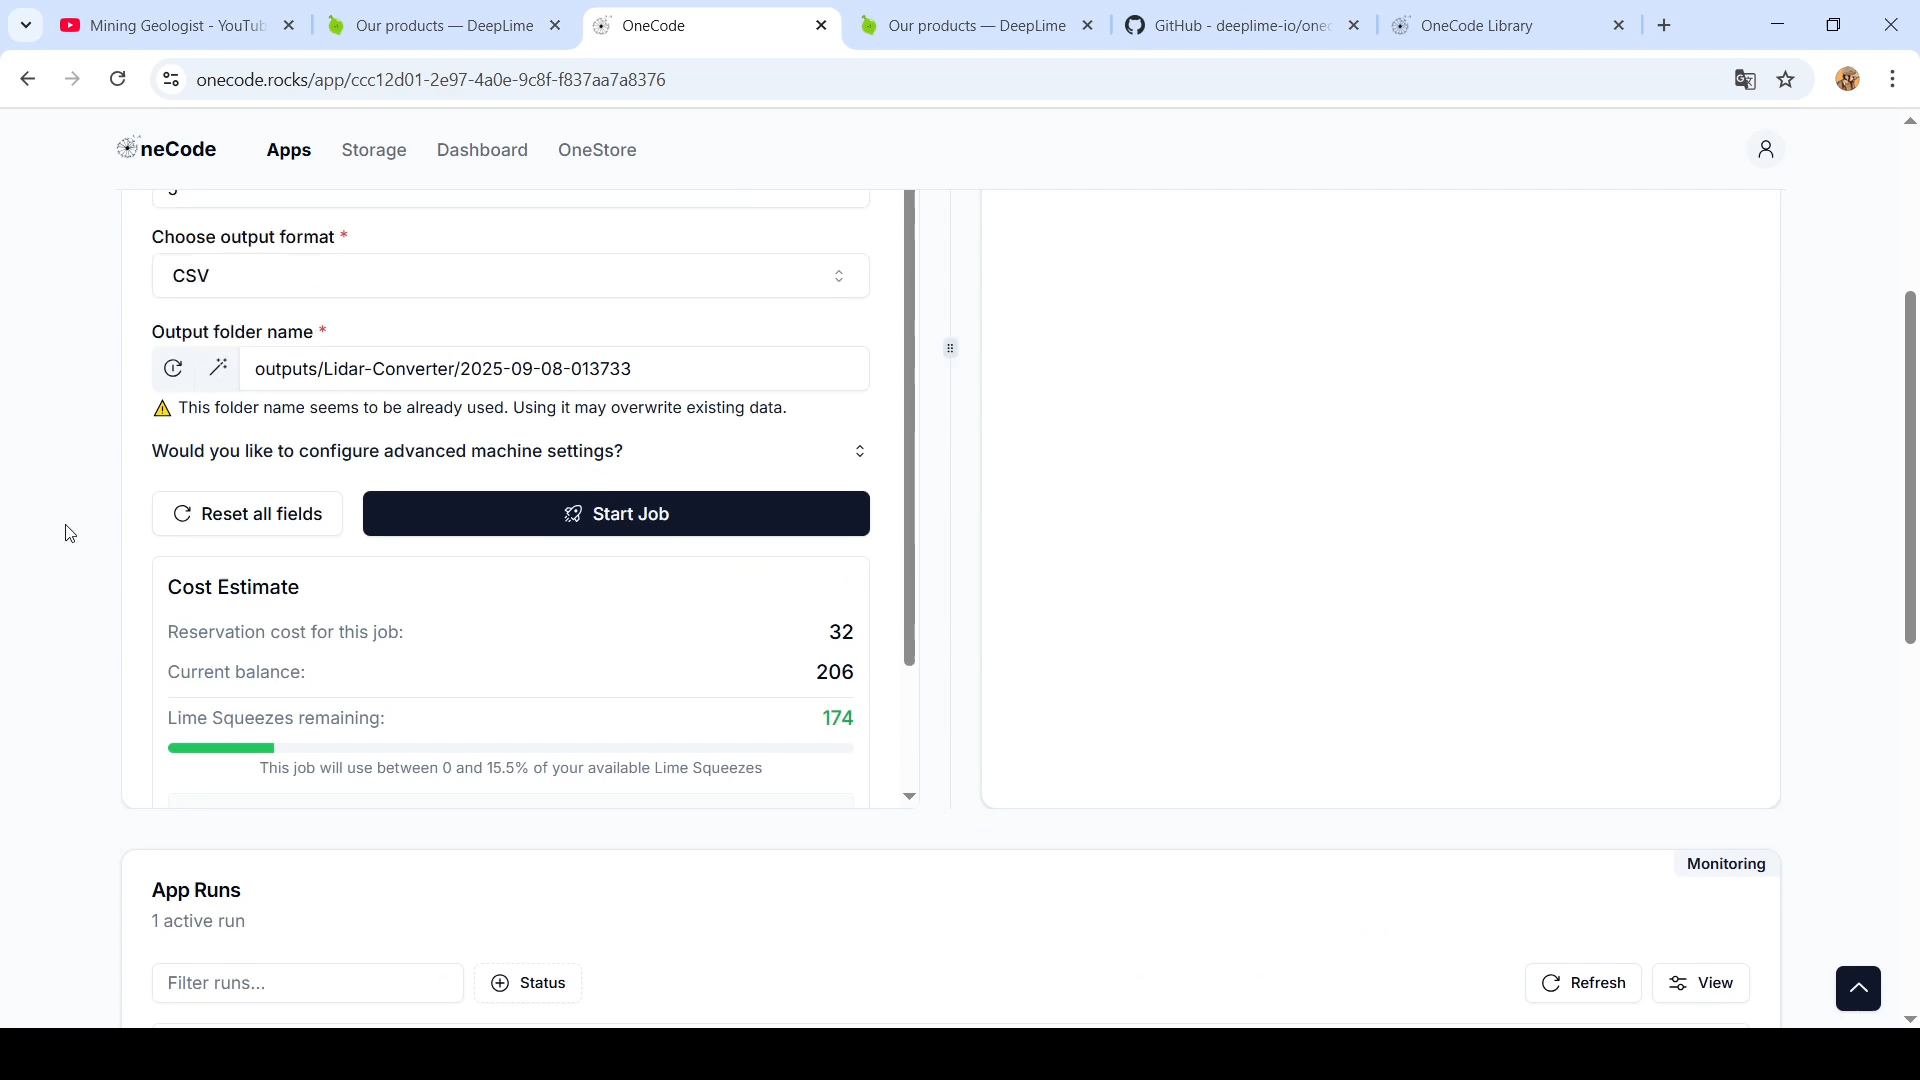 Mining Geologist - YouTub
Our products — DeepLime
OneCode
Our products — DeepLime
GitHub - deeplime-io/onec
OneCode Library
onecode.rocks/app/ccc12d01-2e97-4a0e-9c8f-f837aa7a8376
neCode
Apps
Storage
Dashboard
OneStore
Choose output format *
CSV
Output folder name *
outputs/Lidar-Converter/2025-09-08-013733
This folder name seems to be already used. Using it may overwrite existing data.
Would you like to configure advanced machine settings?
Reset all fields
Start Job
Cost Estimate
Reservation cost for this job: 32
Current balance: 206
Lime Squeezes remaining: 174
This job will use between 0 and 15.5% of your available Lime Squeezes
Monitoring
App Runs
1 active run
Filter runs...
Status
Refresh
View